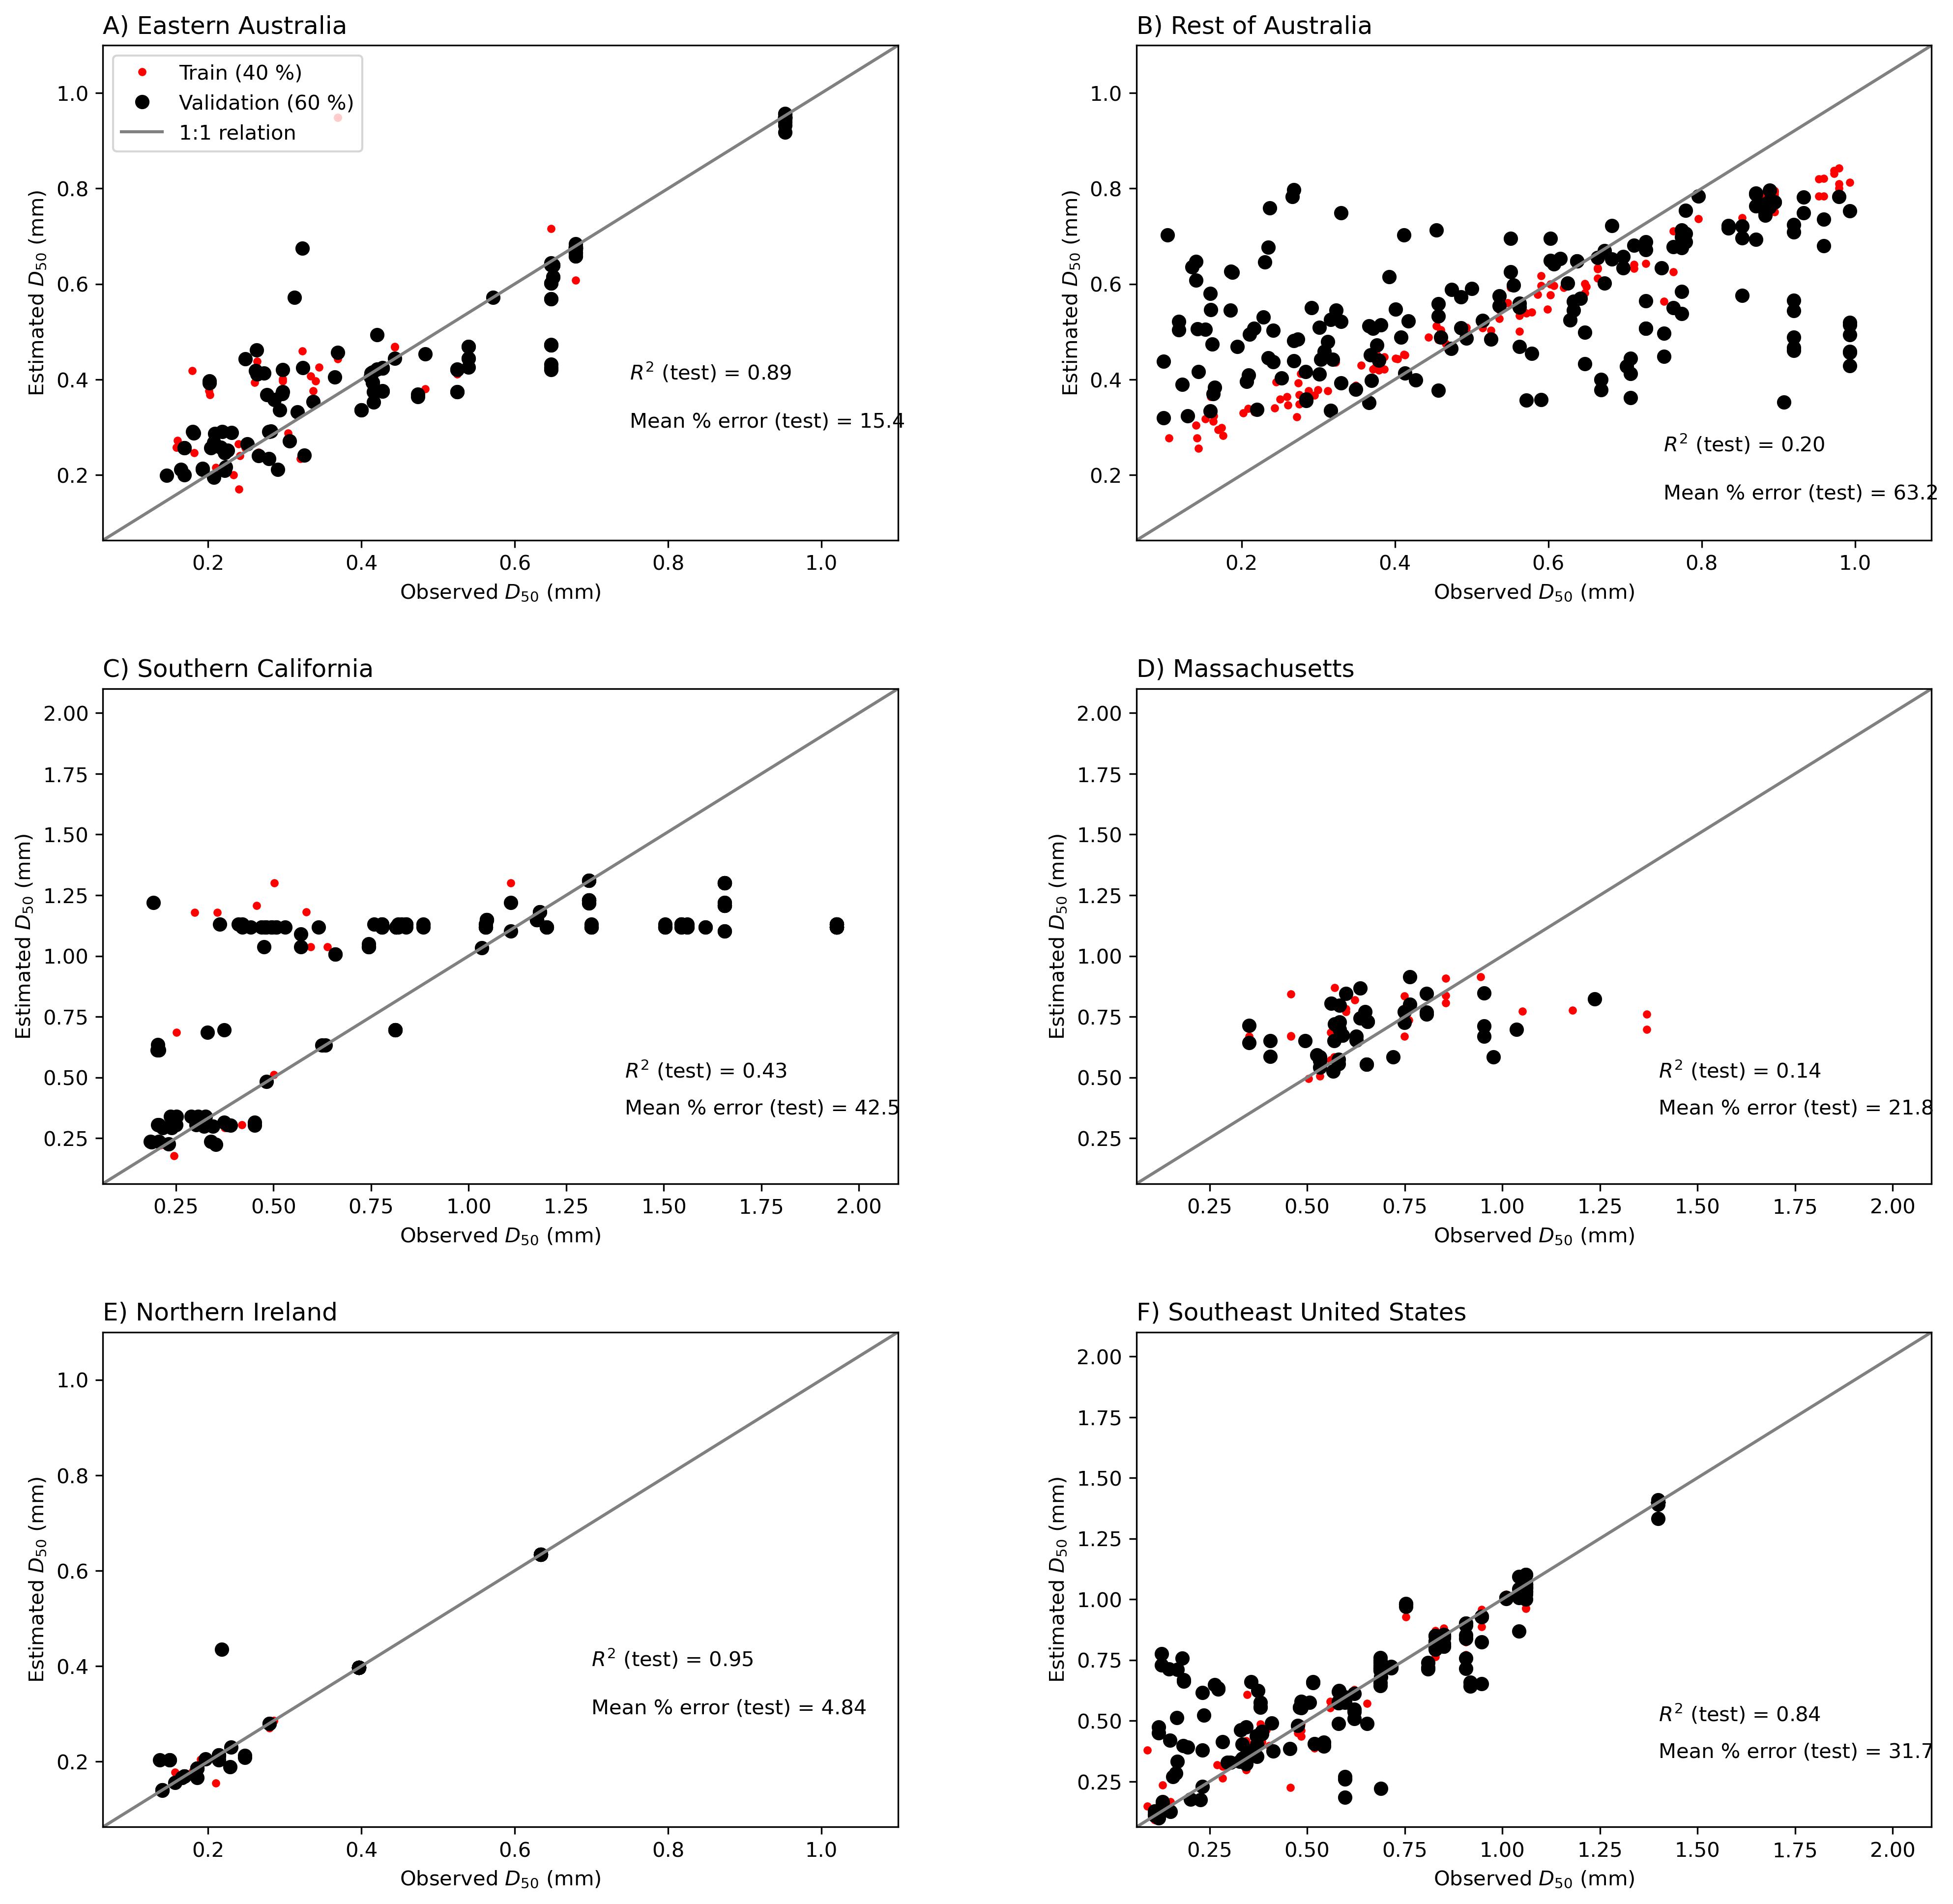 A) Eastern Australia
Train (40 %)
Validation (60 %)
1:1 relation
1.0
0.8
0.6
0.4
0.2
Estimated D50 (mm)
R2 (test) = 0.89
Mean % error (test) = 15.4
0.2 0.4 0.6 0.8 1.0
Observed D50 (mm)
B) Rest of Australia
1.0
0.8
0.6
0.4
0.2
Estimated D50 (mm)
R2 (test) = 0.20
Mean % error (test) = 63.2
0.2 0.4 0.6 0.8 1.0
Observed D50 (mm)
C) Southern California
2.00
1.75
1.50
1.25
1.00
0.75
0.50
0.25
Estimated D50 (mm)
R2 (test) = 0.43
Mean % error (test) = 42.5
0.25 0.50 0.75 1.00 1.25 1.50 1.75 2.00
Observed D50 (mm)
D) Massachusetts
2.00
1.75
1.50
1.25
1.00
0.75
0.50
0.25
Estimated D50 (mm)
R2 (test) = 0.14
Mean % error (test) = 21.8
0.25 0.50 0.75 1.00 1.25 1.50 1.75 2.00
Observed D50 (mm)
E) Northern Ireland
1.0
0.8
0.6
0.4
0.2
Estimated D50 (mm)
R2 (test) = 0.95
Mean % error (test) = 4.84
0.2 0.4 0.6 0.8 1.0
Observed D50 (mm)
F) Southeast United States
2.00
1.75
1.50
1.25
1.00
0.75
0.50
0.25
Estimated D50 (mm)
R2 (test) = 0.84
Mean % error (test) = 31.7
0.25 0.50 0.75 1.00 1.25 1.50 1.75 2.00
Observed D50 (mm)